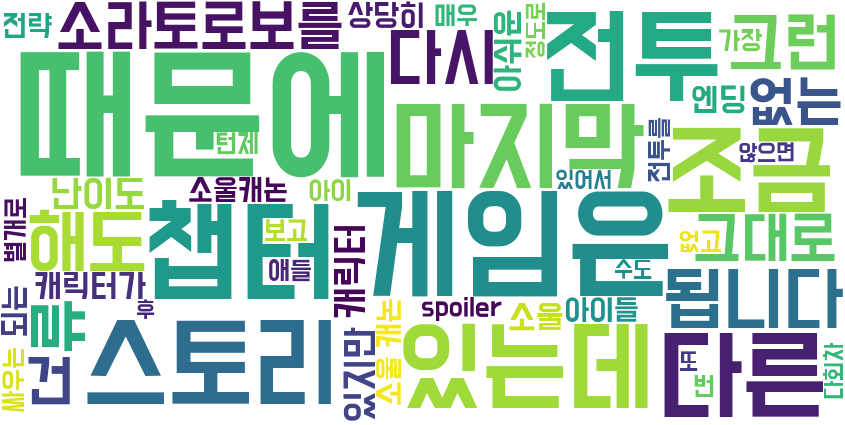 전략
소라토로보를
상당히
매우
아쉬운
정도로
전투
가장
그런
때문에
다시
엔딩
없는
턴제
마지막
조금
전투를
않으면
난이도
소울캐논
아이
있어서
별개로
해도
챕터
보고
게임은
없고
그대로
애들
캐릭터
수도
캐릭터가
되는
후
spoiler
소울
아이들
됩니다
소울 캐논
싸우는
건
스토리
있지만
있는데
다른
번
다회차